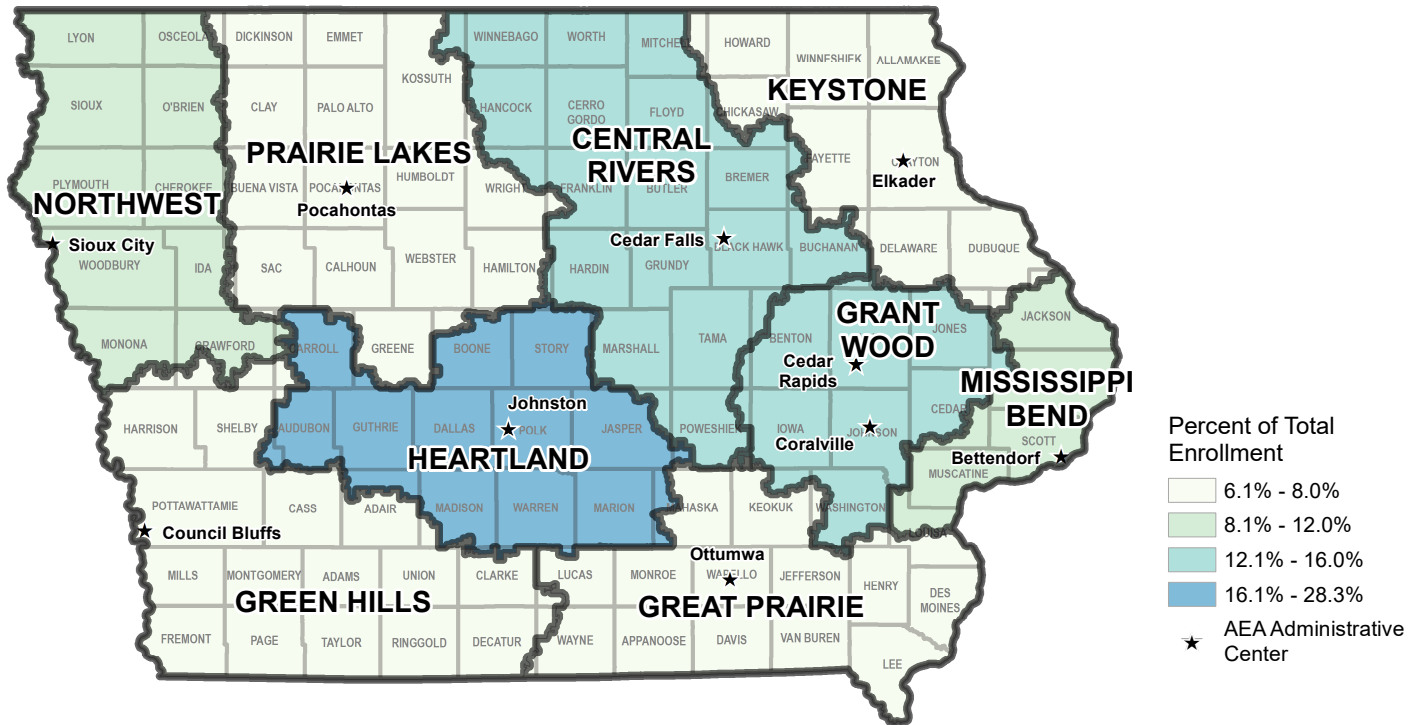 LYON
OSCEOLA
DICKINSON
EMMET
WINNEBAGO
WORTH
MITCHELL
HOWARD
WINNESHIEK
ALLAMAKEE
KOSSUTH
SIOUX
O'BRIEN
CLAY
PALO ALTO
HANCOCK
CERRO
GORDO
FLOYD
CHICKASAW
KEYSTONE
PRAIRIE LAKES
CENTRAL
RIVERS
FAYETTE
CLAYTON
Elkader
PLYMOUTH
CHEROKEE
BUENA VISTA
POCAHONTAS
HUMBOLDT
WRIGHT
FRANKLIN
BUTLER
BREMER
NORTHWEST
Pocahontas
Sioux City
WOODBURY
IDA
SAC
CALHOUN
WEBSTER
HAMILTON
HARDIN
GRUNDY
Cedar Falls
BLACK HAWK
BUCHANAN
DELAWARE
DUBUQUE
MONONA
CRAWFORD
CARROLL
GREENE
BOONE
STORY
MARSHALL
TAMA
BENTON
GRANT
WOOD
JONES
JACKSON
Cedar
Rapids
MISSISSIPPI
BEND
HARRISON
SHELBY
AUDUBON
GUTHRIE
DALLAS
Johnston
POLK
JASPER
POWESHIEK
IOWA
JOHNSON
Coralville
CEDAR
SCOTT
Bettendorf
MUSCATINE
HEARTLAND
POTTAWATTAMIE
CASS
ADAIR
MADISON
WARREN
MARION
MAHASKA
KEOKUK
WASHINGTON
LOUISA
Council Bluffs
Ottumwa
MILLS
MONTGOMERY
ADAMS
UNION
CLARKE
LUCAS
MONROE
WAPELLO
JEFFERSON
HENRY
DES
MOINES
GREEN HILLS
GREAT PRAIRIE
FREMONT
PAGE
TAYLOR
RINGGOLD
DECATUR
WAYNE
APPANOOSE
DAVIS
VAN BUREN
LEE
Percent of Total
Enrollment
6.1% - 8.0%
8.1% - 12.0%
12.1% - 16.0%
16.1% - 28.3%
AEA Administrative
Center